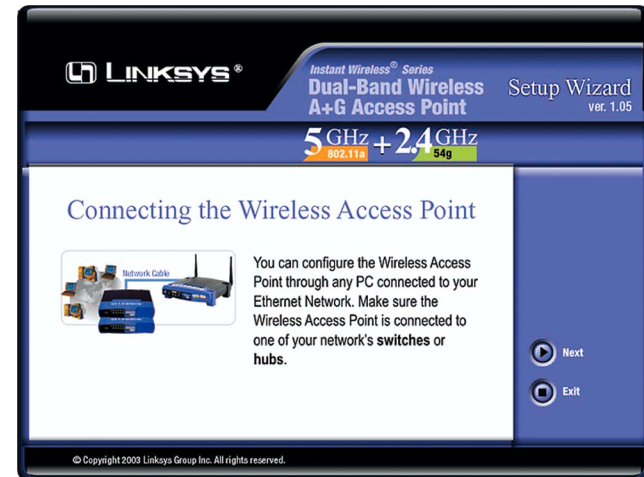 LINKSYS®
Instant Wireless® Series
Dual-Band Wireless
A+G Access Point
Setup Wizard
ver. 1.05
5 GHz + 2.4 GHz
802.11a 54g
Connecting the Wireless Access Point
Network Cable
You can configure the Wireless Access
Point through any PC connected to your
Ethernet Network. Make sure the
Wireless Access Point is connected to
one of your network's switches or
hubs.
Next
Exit
© Copyright 2003 Linksys Group Inc. All rights reserved.